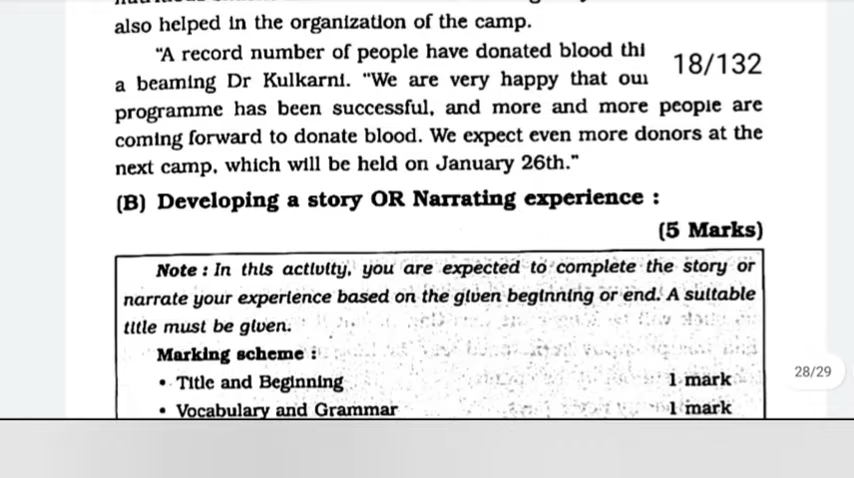 also helped in the organization of the camp.
"A record number of people have donated blood thi
a beaming Dr Kulkarni. "We are very happy that our
18/132
programme has been successful, and more and more people are
coming forward to donate blood. We expect even more donors at the
next camp, which will be held on January 26th."
(B) Developing a story OR Narrating experience :
(5 Marks)
Note : In this activity, you are expected to complete the story or
narrate your experience based on the given beginning or end. A suitable
title must be given.
Marking scheme :
• Title and Beginning 1 mark
28/29
• Vocabulary and Grammar 1 mark